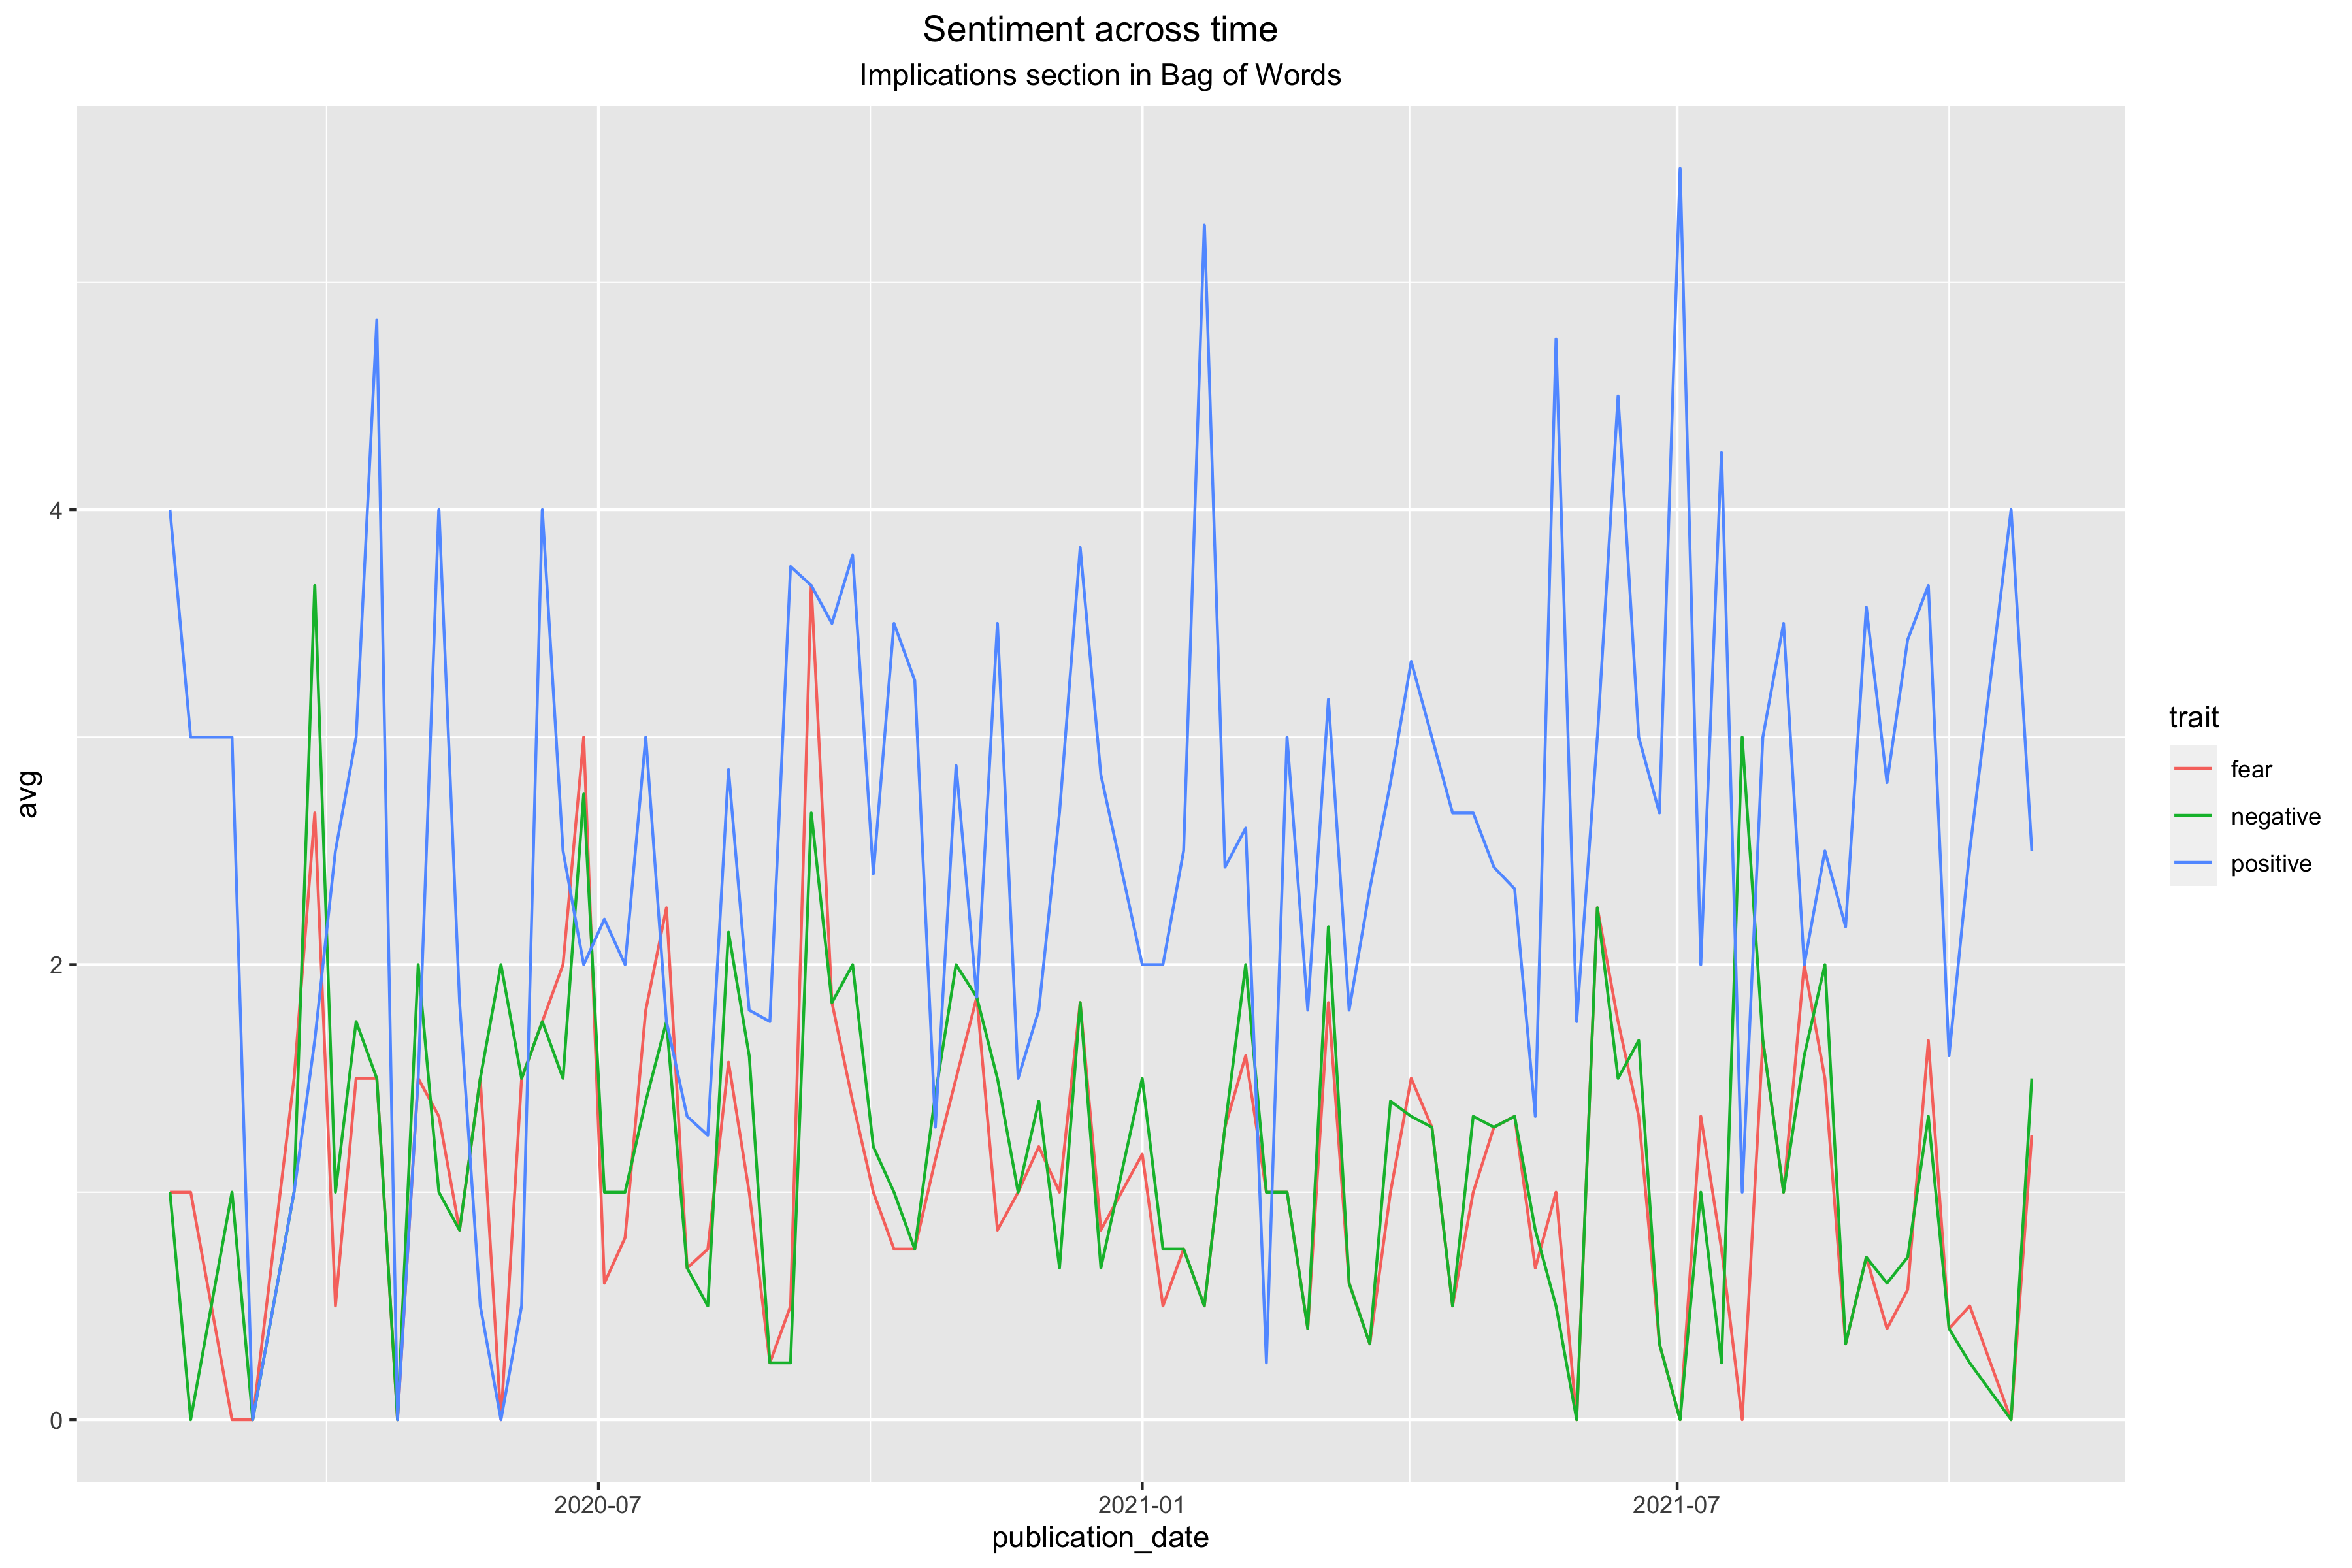 Sentiment across time
Implications section in Bag of Words
avg
4
2
0
2020-07
2021-01
2021-07
publication_date
trait
fear
negative
positive